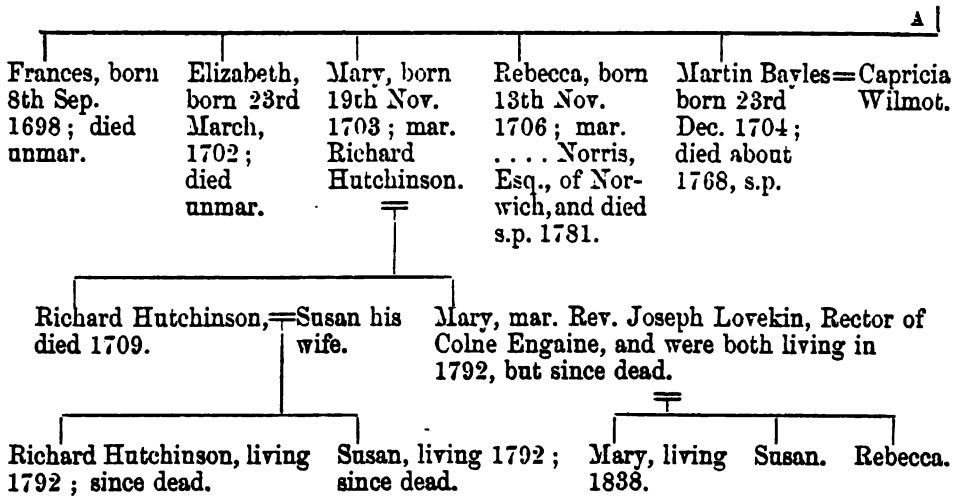 A
Frances, born
8th Sep.
1698; died
unmar.
Elizabeth,
born 23rd
March,
1702;
died
unmar.
Mary, born
19th Nov.
1703; mar.
Richard
Hutchinson.
Rebecca, born
13th Nov.
1706; mar.
.... Norris,
Esq., of Nor-
wich, and died
s.p. 1781.
Martin Bayles=Capricia
born 23rd
Dec. 1704;
died about
1768, s.p.
Wilmot.
Richard Hutchinson,=Susan his
died 1709.
wife.
Mary, mar. Rev. Joseph Lovekin, Rector of
Colne Engaine, and were both living in
1792, but since dead.
Richard Hutchinson, living
1792; since dead.
Susan, living 1792;
since dead.
Mary, living
1838.
Susan.
Rebecca.